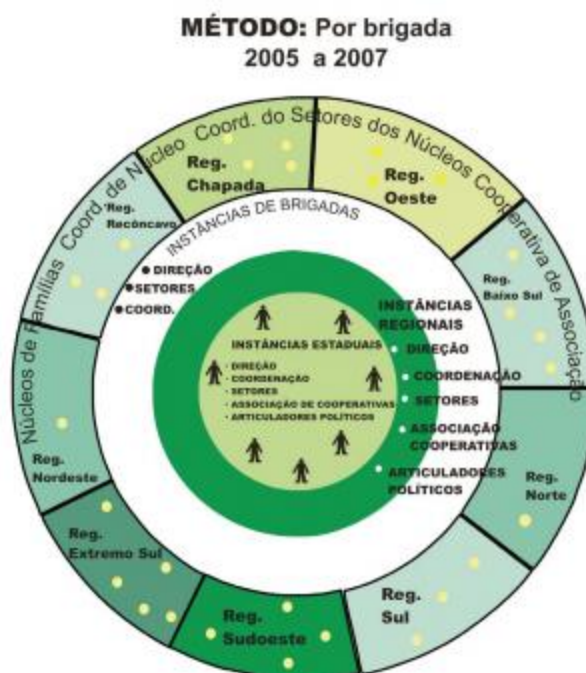 MÉTODO: Por brigada
2005 a 2007
Núcleos de Famílias Coord. de Núcleo Coord. do Setores dos Núcleos Cooperativa de Associação
Reg.
Chapada
Reg.
Oeste
Reg.
Recôncavo
Reg.
Baixo Sul
INSTÂNCIAS DE BRIGADAS
DIREÇÃO
SETORES
COORD.
INSTÂNCIAS
REGIONAIS
DIREÇÃO
COORDENAÇÃO
SETORES
ASSOCIAÇÃO
COOPERATIVAS
ARTICULADORES
POLÍTICOS
INSTÂNCIAS ESTADUAIS
· DIREÇÃO
· COORDENAÇÃO
· SETORES
· ASSOCIAÇÃO DE COOPERATIVAS
· ARTICULADORES POLÍTICOS
Reg.
Nordeste
Reg.
Norte
Reg.
Extremo Sul
Reg.
Sul
Reg.
Sudoeste